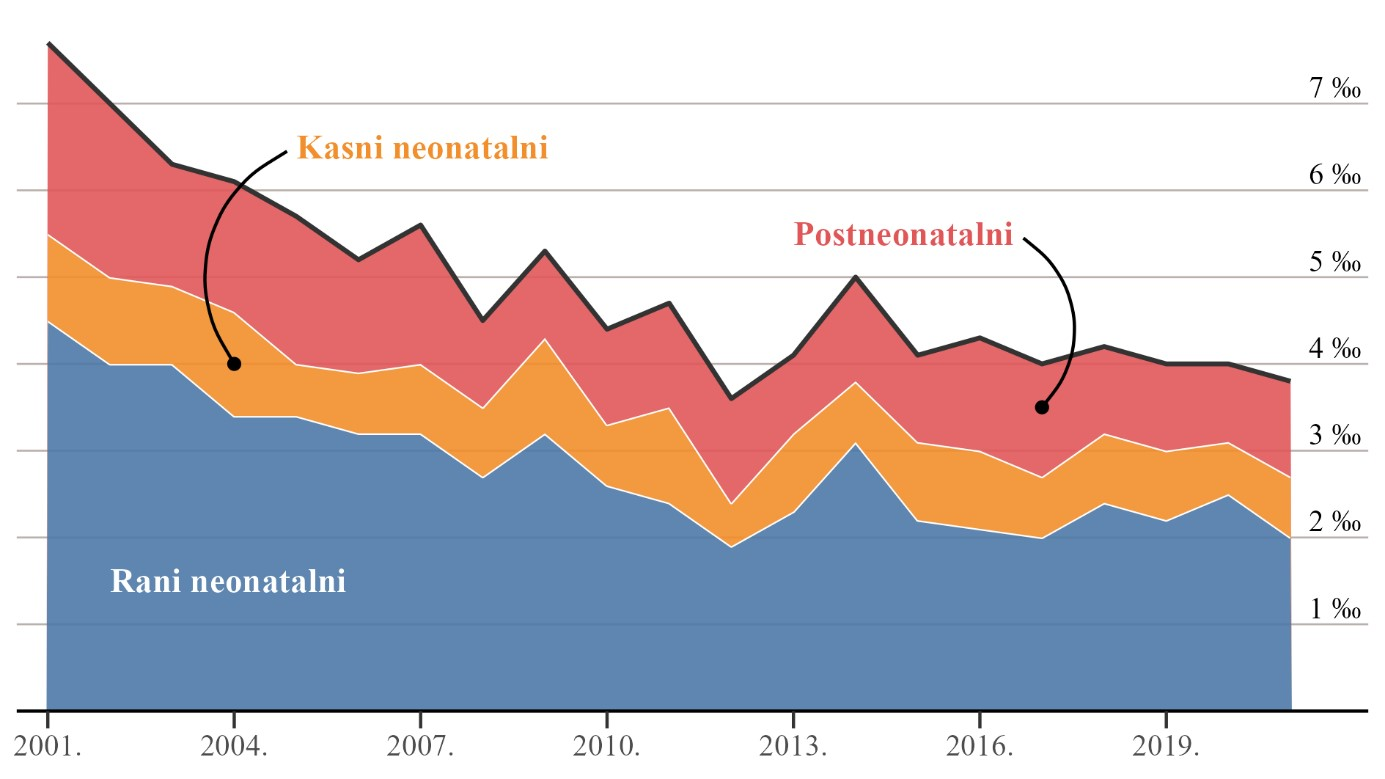 7 ‰
Kasni neonatalni
6 ‰
Postneonatalni
5 ‰
4 ‰
3 ‰
2 ‰
Rani neonatalni
1 ‰
2001. 2004. 2007. 2010. 2013. 2016. 2019.